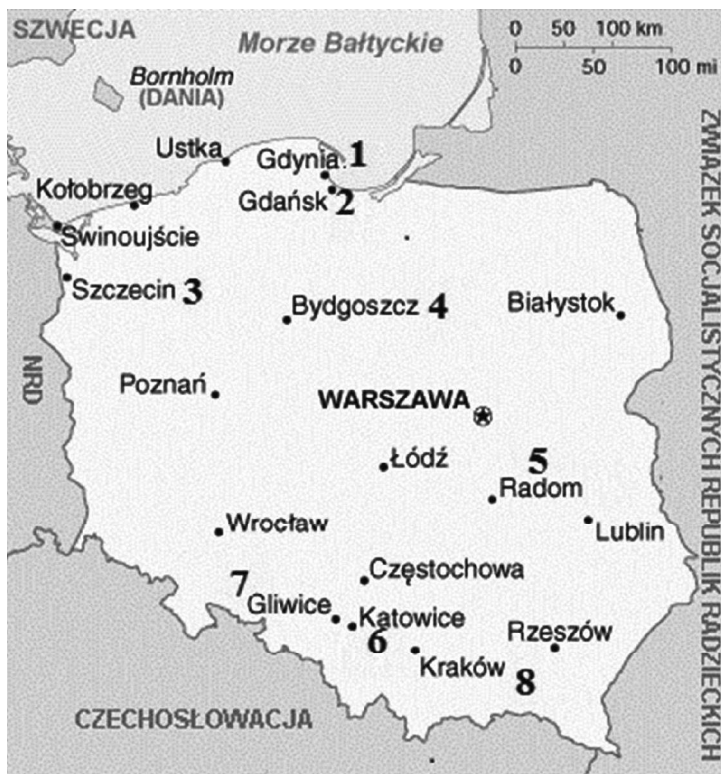 SZWECJA
Morze Bałtyckie
0 50 100 km
0 50 100 mi
Bornholm
(DANIA)
Ustka
Gdynia 1
Gdańsk 2
Kołobrzeg
Swinoujście
Szczecin 3
Bydgoszcz 4
Białystok
NRD
Poznań
WARSZAWA
Łódź
5
Radom
Wrocław
Lublin
Częstochowa
7
Gliwice
Katowice
6
Rzeszów
Kraków 8
CZECHOSŁOWACJA
ZWIĄZEK SOCJALISTYCZNYCH REPUBLIK RADZIECKICH